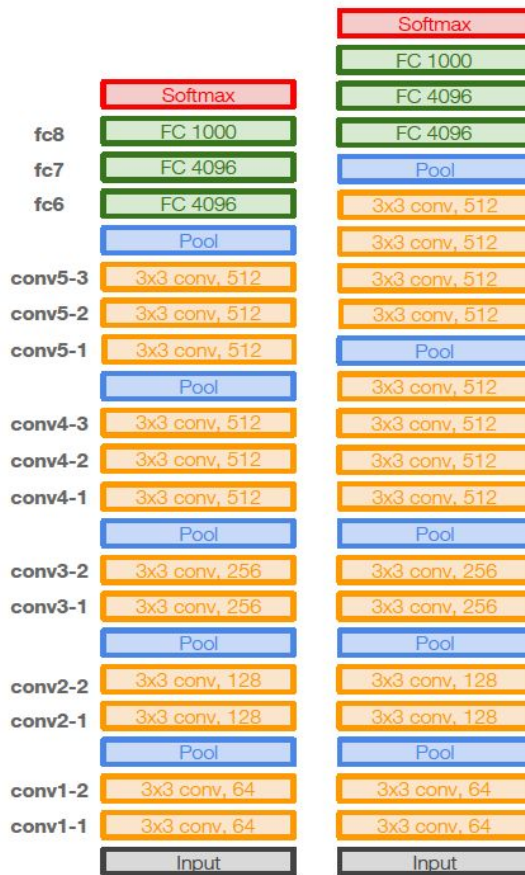 Softmax
FC 1000
Softmax
FC 4096
fc8 FC 1000 FC 4096
fc7 FC 4096 Pool
fc6 FC 4096 3x3 conv, 512
Pool 3x3 conv, 512
conv5-3 3x3 conv, 512 3x3 conv, 512
conv5-2 3x3 conv, 512 3x3 conv, 512
conv5-1 3x3 conv, 512 Pool
Pool 3x3 conv, 512
conv4-3 3x3 conv, 512 3x3 conv, 512
conv4-2 3x3 conv, 512 3x3 conv, 512
conv4-1 3x3 conv, 512 3x3 conv, 512
Pool Pool
conv3-2 3x3 conv, 256 3x3 conv, 256
conv3-1 3x3 conv, 256 3x3 conv, 256
Pool Pool
conv2-2 3x3 conv, 128 3x3 conv, 128
conv2-1 3x3 conv, 128 3x3 conv, 128
Pool Pool
conv1-2 3x3 conv, 64 3x3 conv, 64
conv1-1 3x3 conv, 64 3x3 conv, 64
Input Input